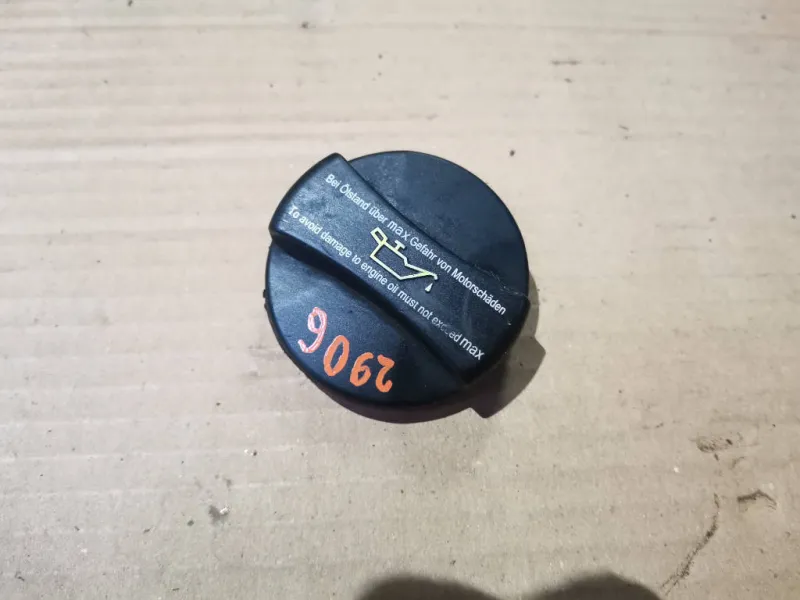 Bei Ölstand über max Gefahr von Motorschäden
To avoid damage to engine oil must not exceed max
2906